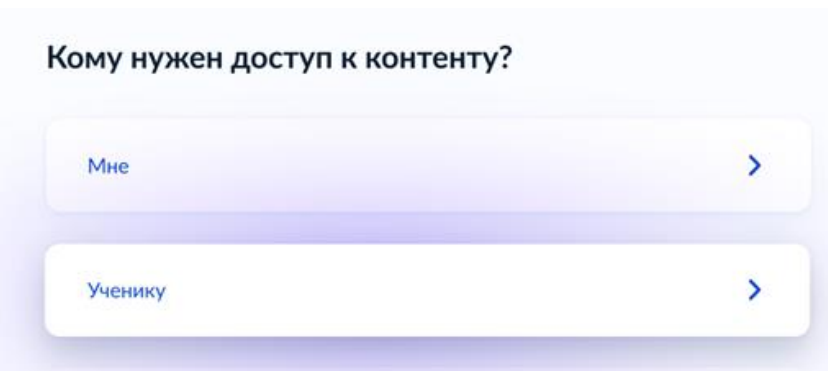 Кому нужен доступ к контенту?
Мне
Ученику